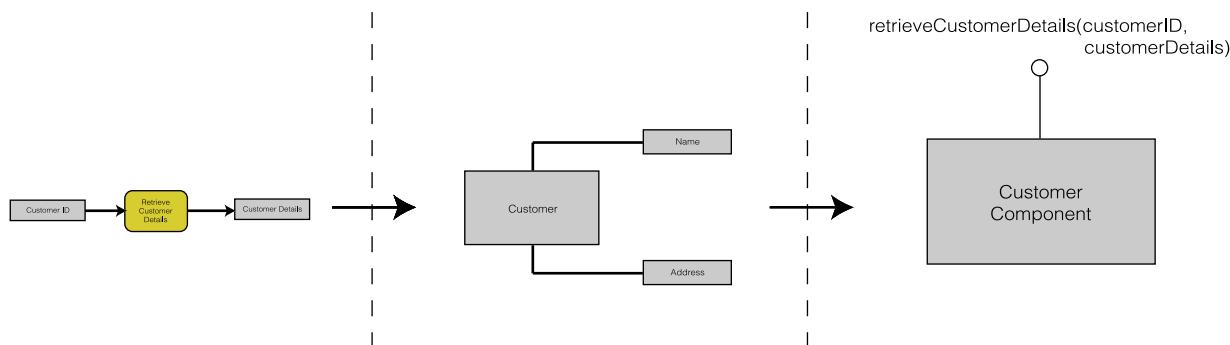 Customer ID
Retrieve
Customer
Details
Customer Details
Customer
Name
Address
retrieveCustomerDetails(customerID,
customerDetails)
Customer
Component